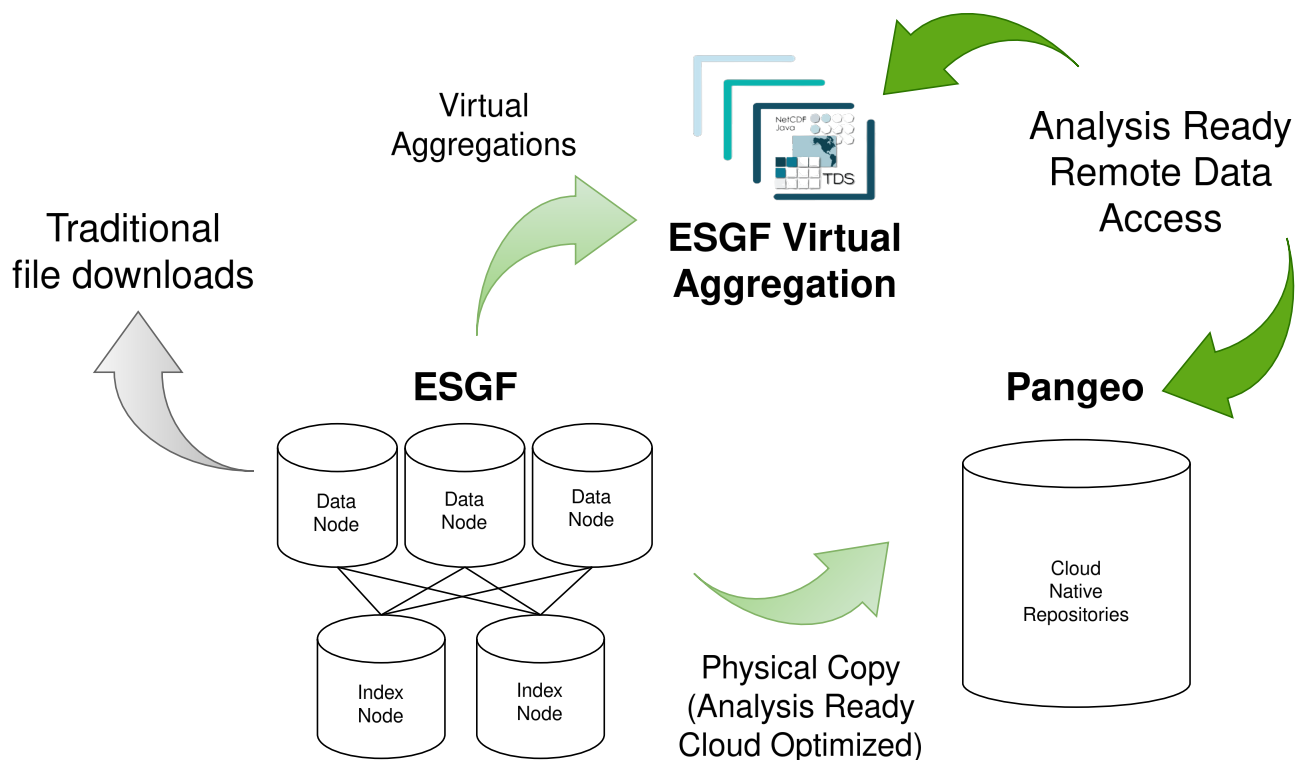 Virtual
Aggregations
NetCDF
Java
TDS
ESGF Virtual
Aggregation
Analysis Ready
Remote Data
Access
Traditional
file downloads
ESGF
Pangeo
Data
Node
Data
Node
Data
Node
Index
Node
Index
Node
Cloud
Native
Repositories
Physical Copy
(Analysis Ready
Cloud Optimized)